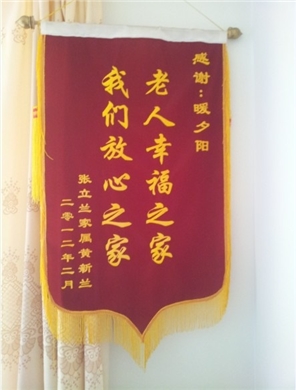 感谢：暖夕阳
老人幸福之家
我们放心之家
张立兰家属黄新兰
二零一二年二月